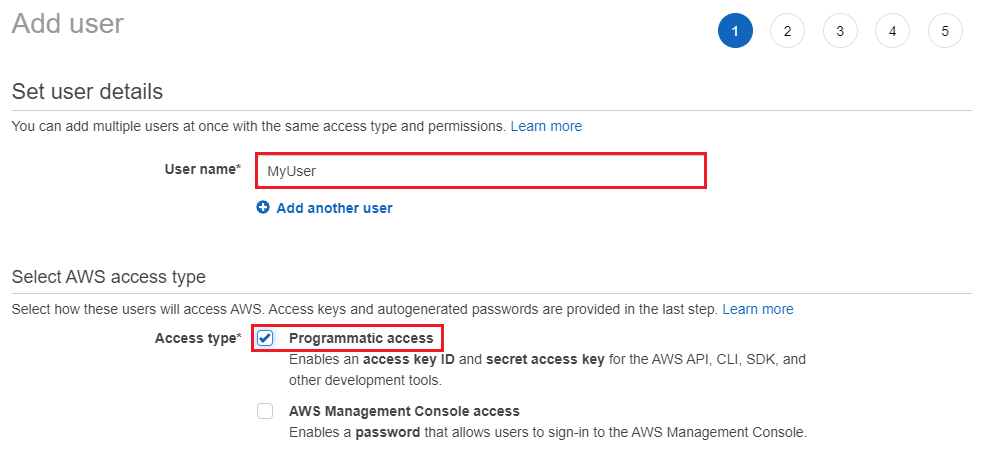 Add user
1 2 3 4 5
Set user details
You can add multiple users at once with the same access type and permissions. Learn more
User name* MyUser
Add another user
Select AWS access type
Select how these users will access AWS. Access keys and autogenerated passwords are provided in the last step. Learn more
Access type* Programmatic access
Enables an access key ID and secret access key for the AWS API, CLI, SDK, and
other development tools.
AWS Management Console access
Enables a password that allows users to sign-in to the AWS Management Console.